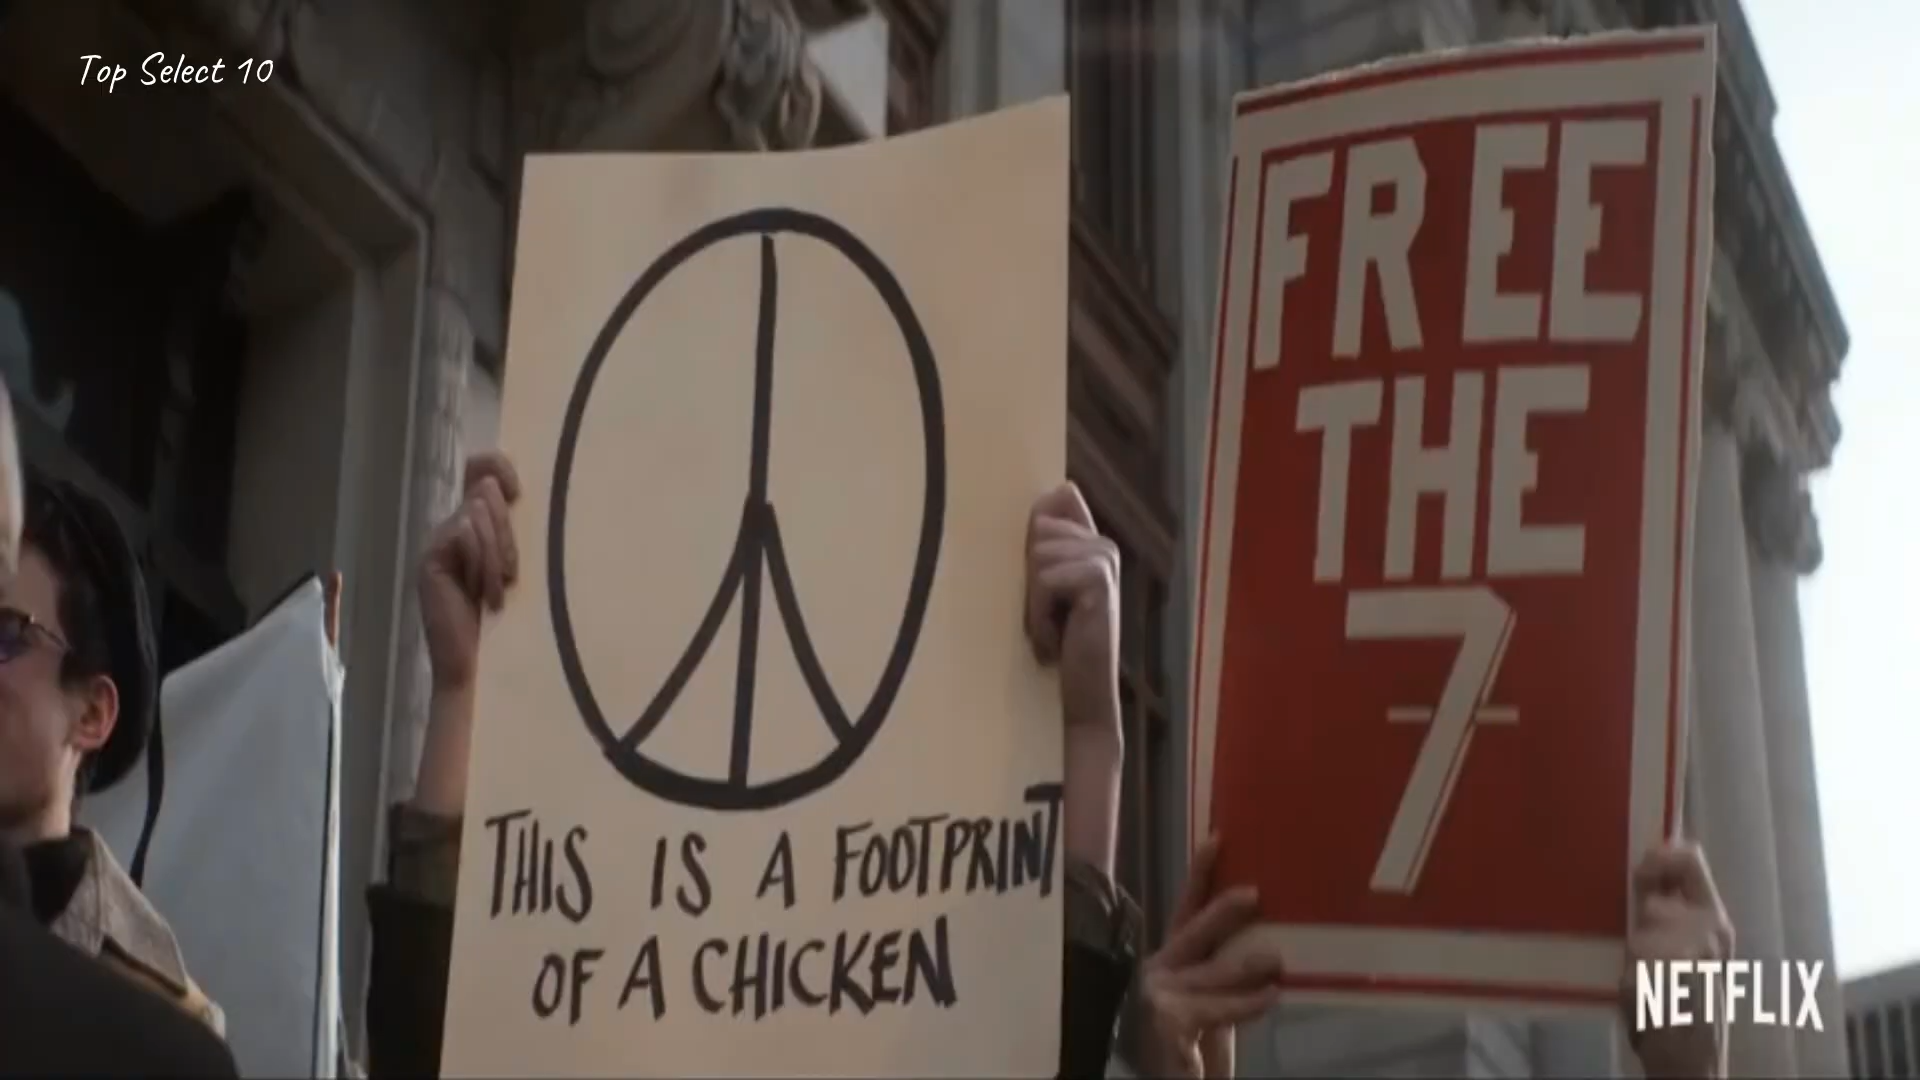 Top Select 10
THIS IS A FOOTPRINT
OF A CHICKEN
FREE
THE
7
NETFLIX